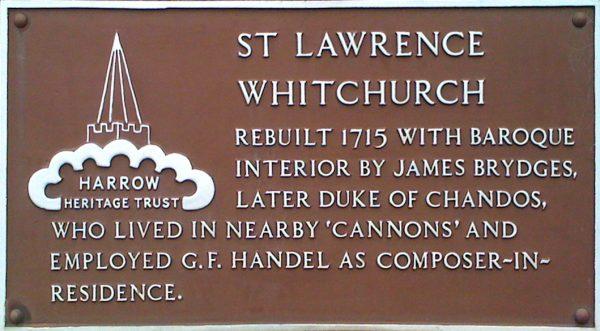 ST LAWRENCE
WHITCHURCH
REBUILT 1715 WITH BAROQUE
INTERIOR BY JAMES BRYDGES,
LATER DUKE OF CHANDOS,
WHO LIVED IN NEARBY 'CANNONS' AND
EMPLOYED G.F. HANDEL AS COMPOSER-IN-
RESIDENCE.
HARROW
HERITAGE TRUST